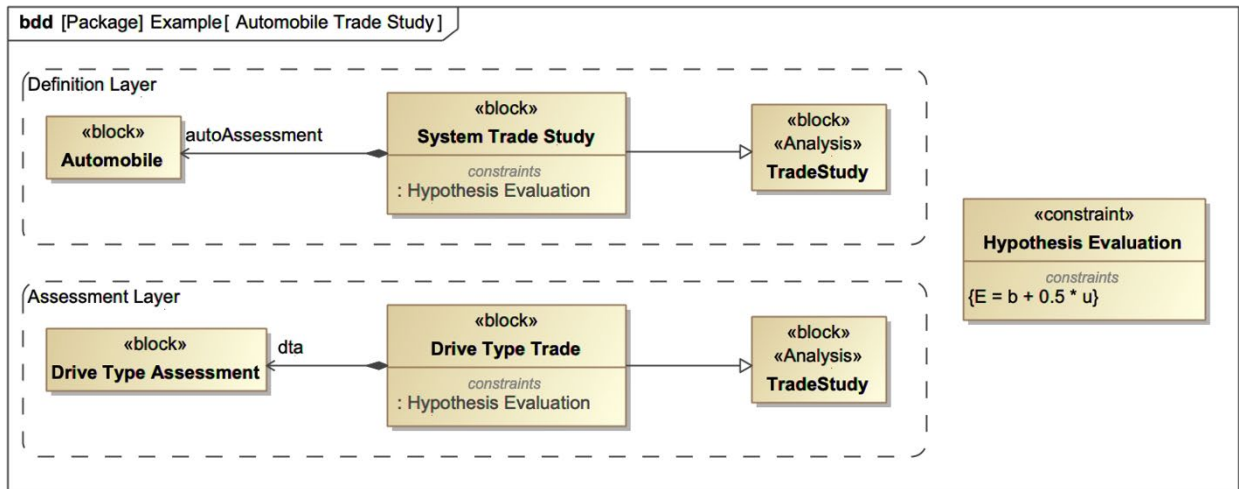 bdd [Package] Example[ Automobile Trade Study ]
Definition Layer
«block»
Automobile
autoAssessment
«block»
System Trade Study
constraints
: Hypothesis Evaluation
«block»
«Analysis»
TradeStudy
«constraint»
Hypothesis Evaluation
constraints
{E = b + 0.5 * u}
Assessment Layer
«block»
Drive Type Assessment
dta
«block»
Drive Type Trade
constraints
: Hypothesis Evaluation
«block»
«Analysis»
TradeStudy